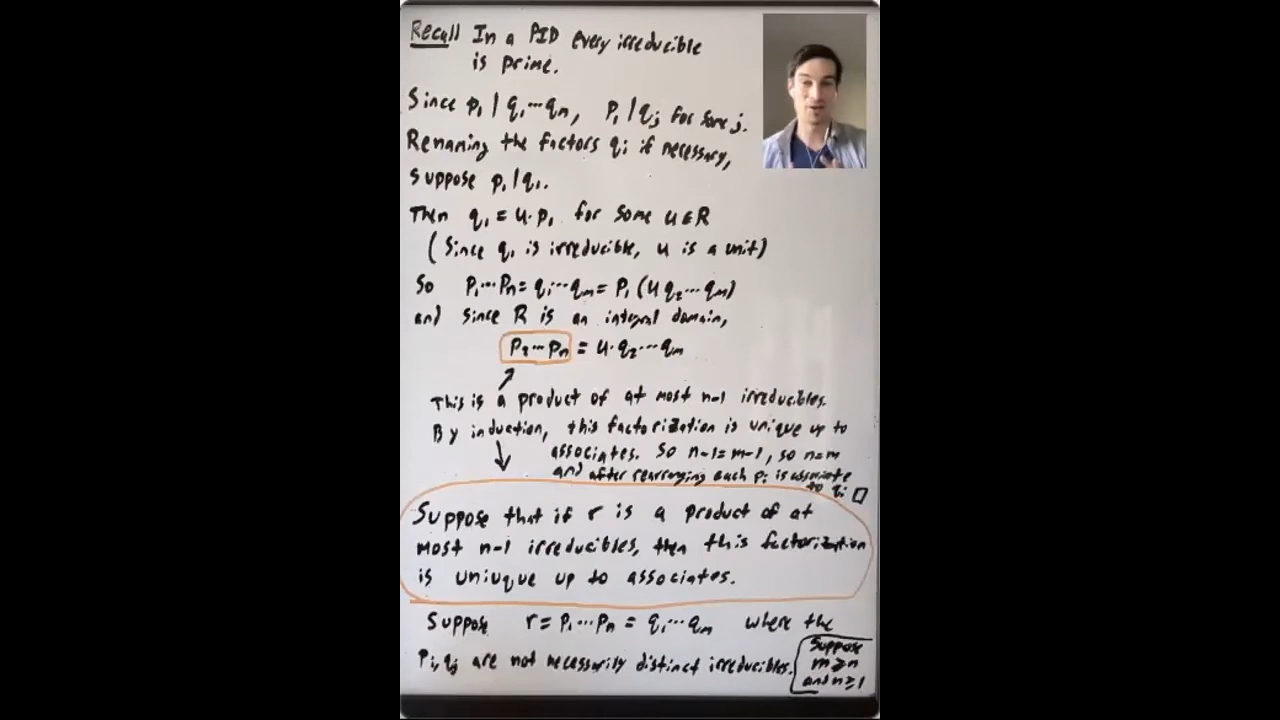 Recall In a PID every irreducible
is prime.
Since p₁ | q₁⋯qₘ, p₁ | qⱼ for some j.
Renaming the factors qᵢ if necessary,
suppose p₁ | q₁.
Then q₁ = u·p₁ for some u∈R
(Since q₁ is irreducible, u is a unit)
So p₁⋯pₙ = q₁⋯qₘ = p₁ (u q₂⋯qₘ)
and since R is an integral domain,
p₂⋯pₙ = u·q₂⋯qₘ
This is a product of at most n-1 irreducibles.
By induction, this factorization is unique up to
associates. So n-1=m-1, so n=m
and after rearranging each pᵢ is associate
to qᵢ □
Suppose that if r is a product of at
most n-1 irreducibles, then this factorization
is uniuque up to associates.
Suppose r = p₁⋯pₙ = q₁⋯qₘ where the
pᵢ, qⱼ are not necessarily distinct irreducibles.
Suppose
m ≥ n
and n ≥ 1